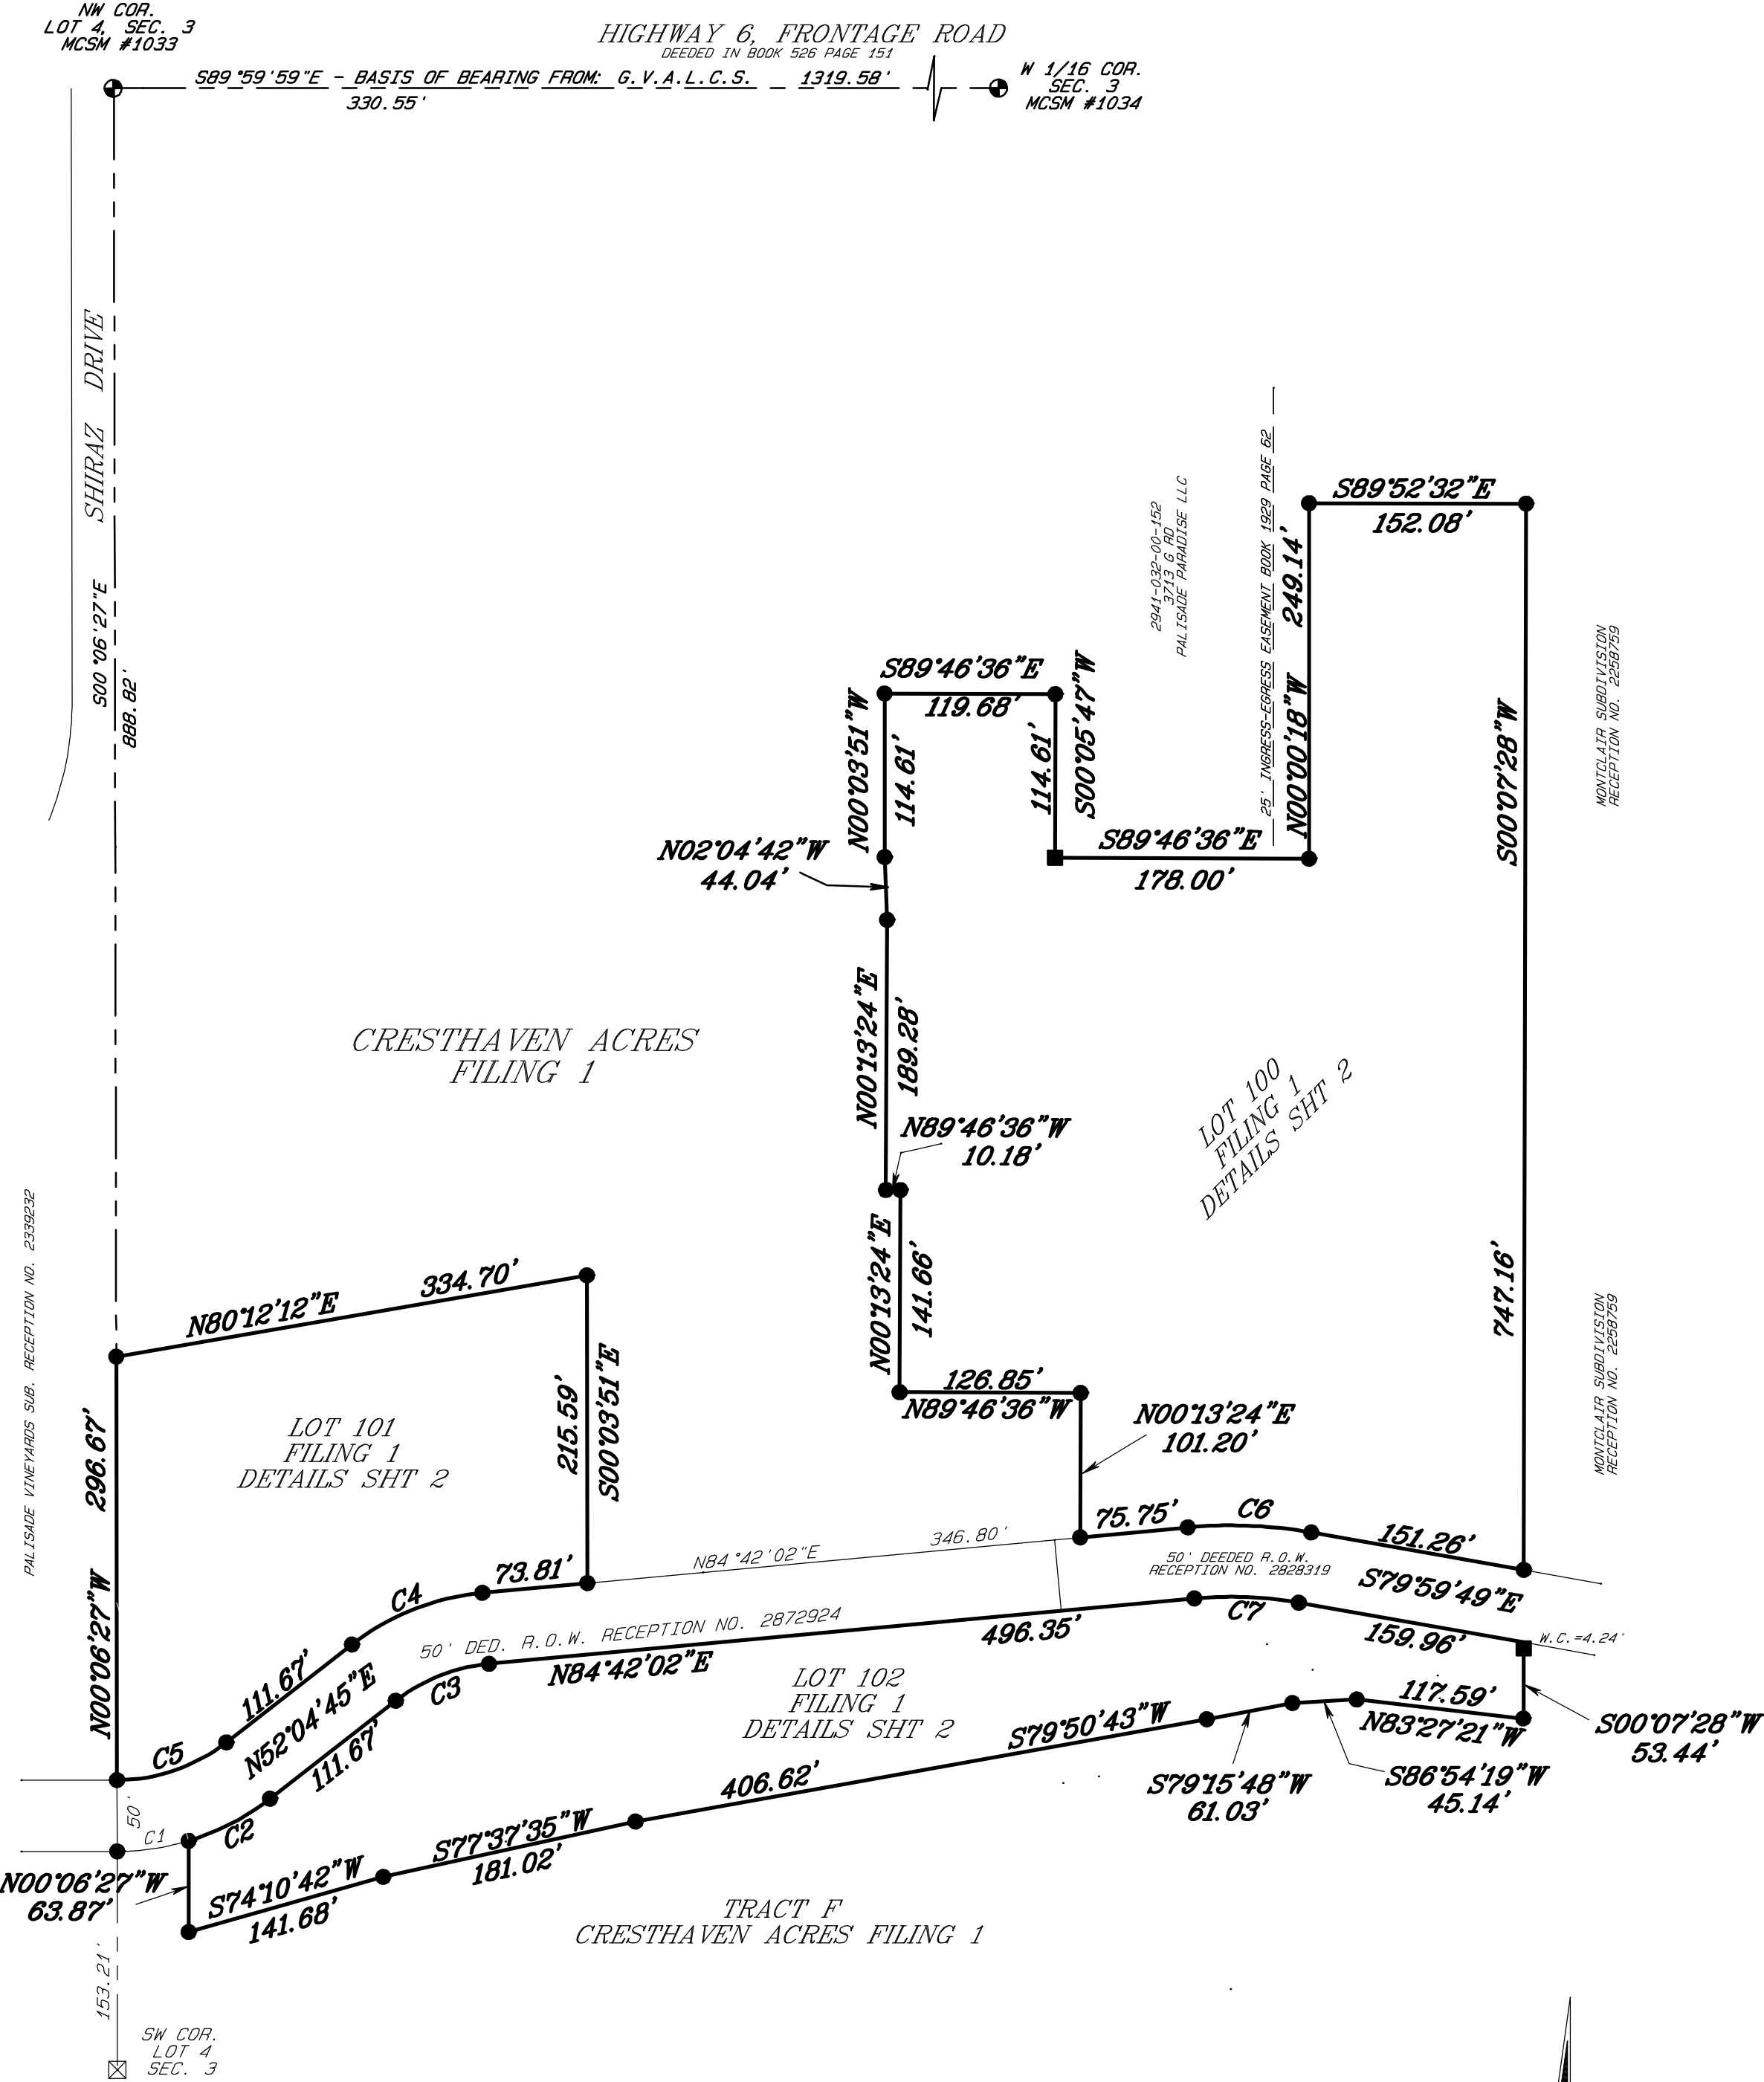 NW COR.
LOT 4, SEC. 3
MCSM #1033
HIGHWAY 6, FRONTAGE ROAD
DEEDED IN BOOK 526 PAGE 151
S89°59'59"E - BASIS OF BEARING FROM: G.V.A.L.C.S. 1319.58'
330.55'
W 1/16 COR.
SEC. 3
MCSM #1034
SHIRAZ DRIVE
S00°06'27"E
888.82'
2941-032-00-152
3713 G RD
PALISADE PARADISE LLC
25' INGRESS-EGRESS EASEMENT BOOK 1929 PAGE 62
S89°52'32"E
152.08'
249.14'
N00°00'18"W
MONTCLAIR SUBDIVISION
RECEPTION NO. 2258759
S89°46'36"E
119.68'
N00°03'51"W
114.61'
114.61'
S00°05'47"W
S00°07'28"W
747.16'
N02°04'42"W
44.04'
S89°46'36"E
178.00'
N00°13'24"E
189.28'
CRESTHAVEN ACRES
FILING 1
LOT 100
FILING 1
DETAILS SHT 2
N89°46'36"W
10.18'
N00°13'24"E
141.66'
PALISADE VINEYARDS SUB. RECEPTION NO. 2339232
N80°12'12"E 334.70'
296.67'
N00°06'27"W
LOT 101
FILING 1
DETAILS SHT 2
215.59'
S00°03'51"E
126.85'
N89°46'36"W
N00°13'24"E
101.20'
MONTCLAIR SUBDIVISION
RECEPTION NO. 2258759
75.75'
C6
151.26'
S79°59'49"E
50' DEEDED R.O.W.
RECEPTION NO. 2828319
N84°42'02"E 346.80'
73.81'
C4
111.67'
N52°04'45"E
111.67'
C5
50'
C1
C2
C3
50' DED. R.O.W. RECEPTION NO. 2872924
N84°42'02"E
496.35'
C7
159.96'
W.C.=4.24'
LOT 102
FILING 1
DETAILS SHT 2
117.59'
N83°27'21"W
S00°07'28"W
53.44'
S79°50'43"W
406.62'
S79°15'48"W
61.03'
S86°54'19"W
45.14'
N00°06'27"W
63.87'
S74°10'42"W
141.68'
S77°37'35"W
181.02'
TRACT F
CRESTHAVEN ACRES FILING 1
153.21'
SW COR.
LOT 4
SEC. 3